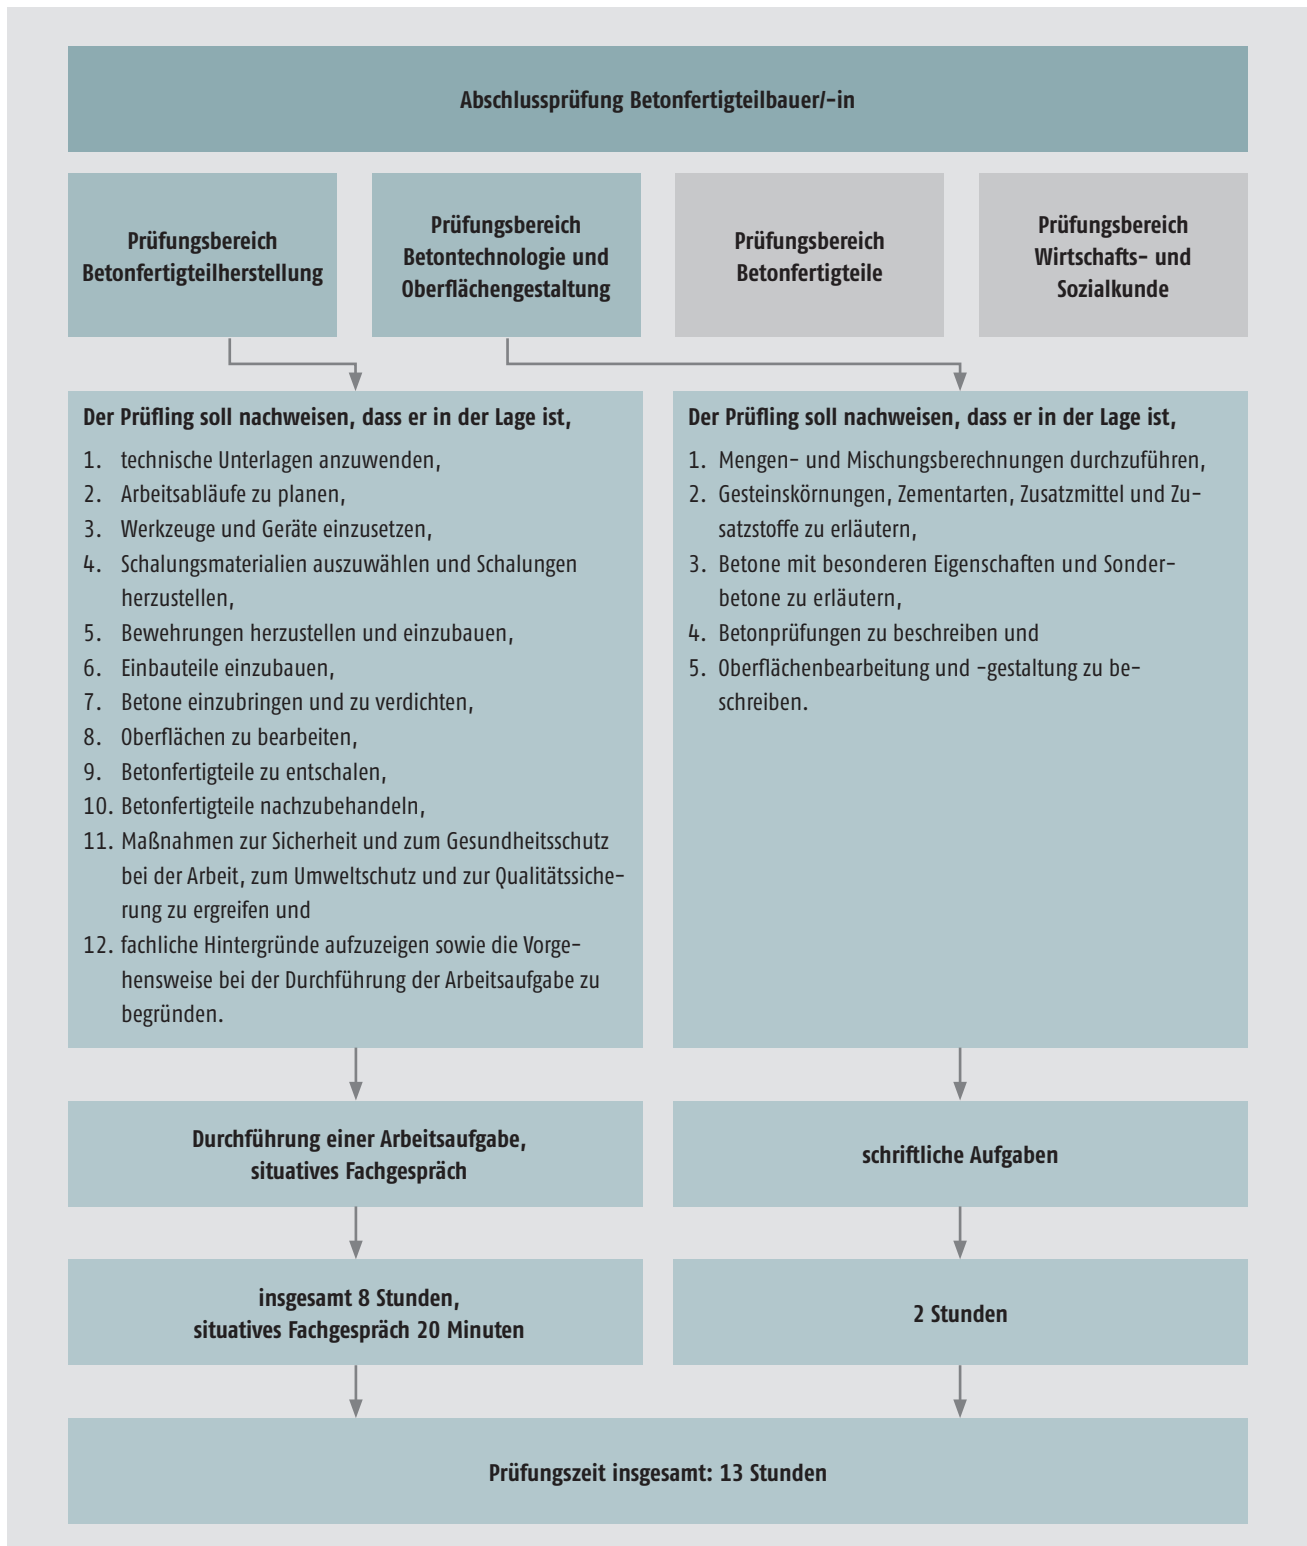 Abschlussprüfung Betonfertigteilbauer/-in
Prüfungsbereich
Betonfertigteilherstellung
Prüfungsbereich
Betontechnologie und
Oberflächengestaltung
Prüfungsbereich
Betonfertigteile
Prüfungsbereich
Wirtschafts- und
Sozialkunde
Der Prüfling soll nachweisen, dass er in der Lage ist,
1. technische Unterlagen anzuwenden,
2. Arbeitsabläufe zu planen,
3. Werkzeuge und Geräte einzusetzen,
4. Schalungsmaterialien auszuwählen und Schalungen
herzustellen,
5. Bewehrungen herzustellen und einzubauen,
6. Einbauteile einzubauen,
7. Betone einzubringen und zu verdichten,
8. Oberflächen zu bearbeiten,
9. Betonfertigteile zu entschalen,
10. Betonfertigteile nachzubehandeln,
11. Maßnahmen zur Sicherheit und zum Gesundheitsschutz
bei der Arbeit, zum Umweltschutz und zur Qualitätssiche-
rung zu ergreifen und
12. fachliche Hintergründe aufzuzeigen sowie die Vorge-
hensweise bei der Durchführung der Arbeitsaufgabe zu
begründen.
Der Prüfling soll nachweisen, dass er in der Lage ist,
1. Mengen- und Mischungsberechnungen durchzuführen,
2. Gesteinskörnungen, Zementarten, Zusatzmittel und Zu-
satzstoffe zu erläutern,
3. Betone mit besonderen Eigenschaften und Sonder-
betone zu erläutern,
4. Betonprüfungen zu beschreiben und
5. Oberflächenbearbeitung und -gestaltung zu be-
schreiben.
Durchführung einer Arbeitsaufgabe,
situatives Fachgespräch
schriftliche Aufgaben
insgesamt 8 Stunden,
situatives Fachgespräch 20 Minuten
2 Stunden
Prüfungszeit insgesamt: 13 Stunden